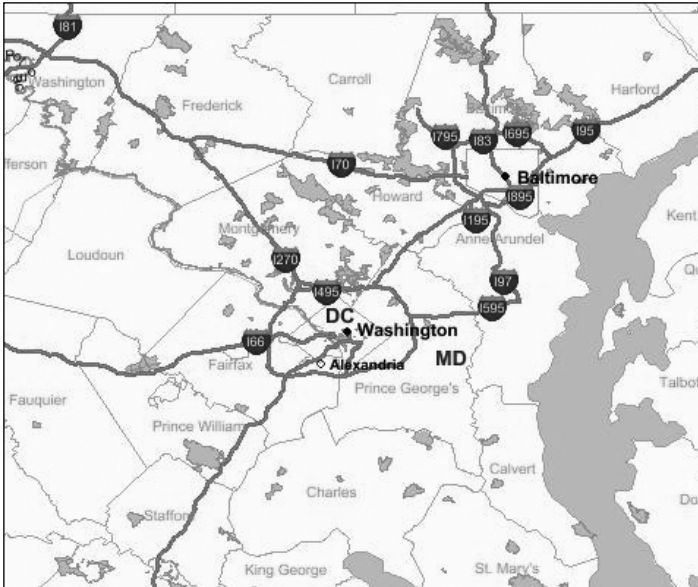 I81
Washington
Frederick
Carroll
Baltimore
Harford
I795
I83
I695
I95
I70
Baltimore
I895
Howard
I195
Anne Arundel
Kent
Montgomery
Loudoun
I270
I97
I495
I595
DC
Washington
I66
MD
Alexandria
Fairfax
Prince George's
Fauquier
Prince William
Talbot
Calvert
Charles
Stafford
King George
St. Mary's